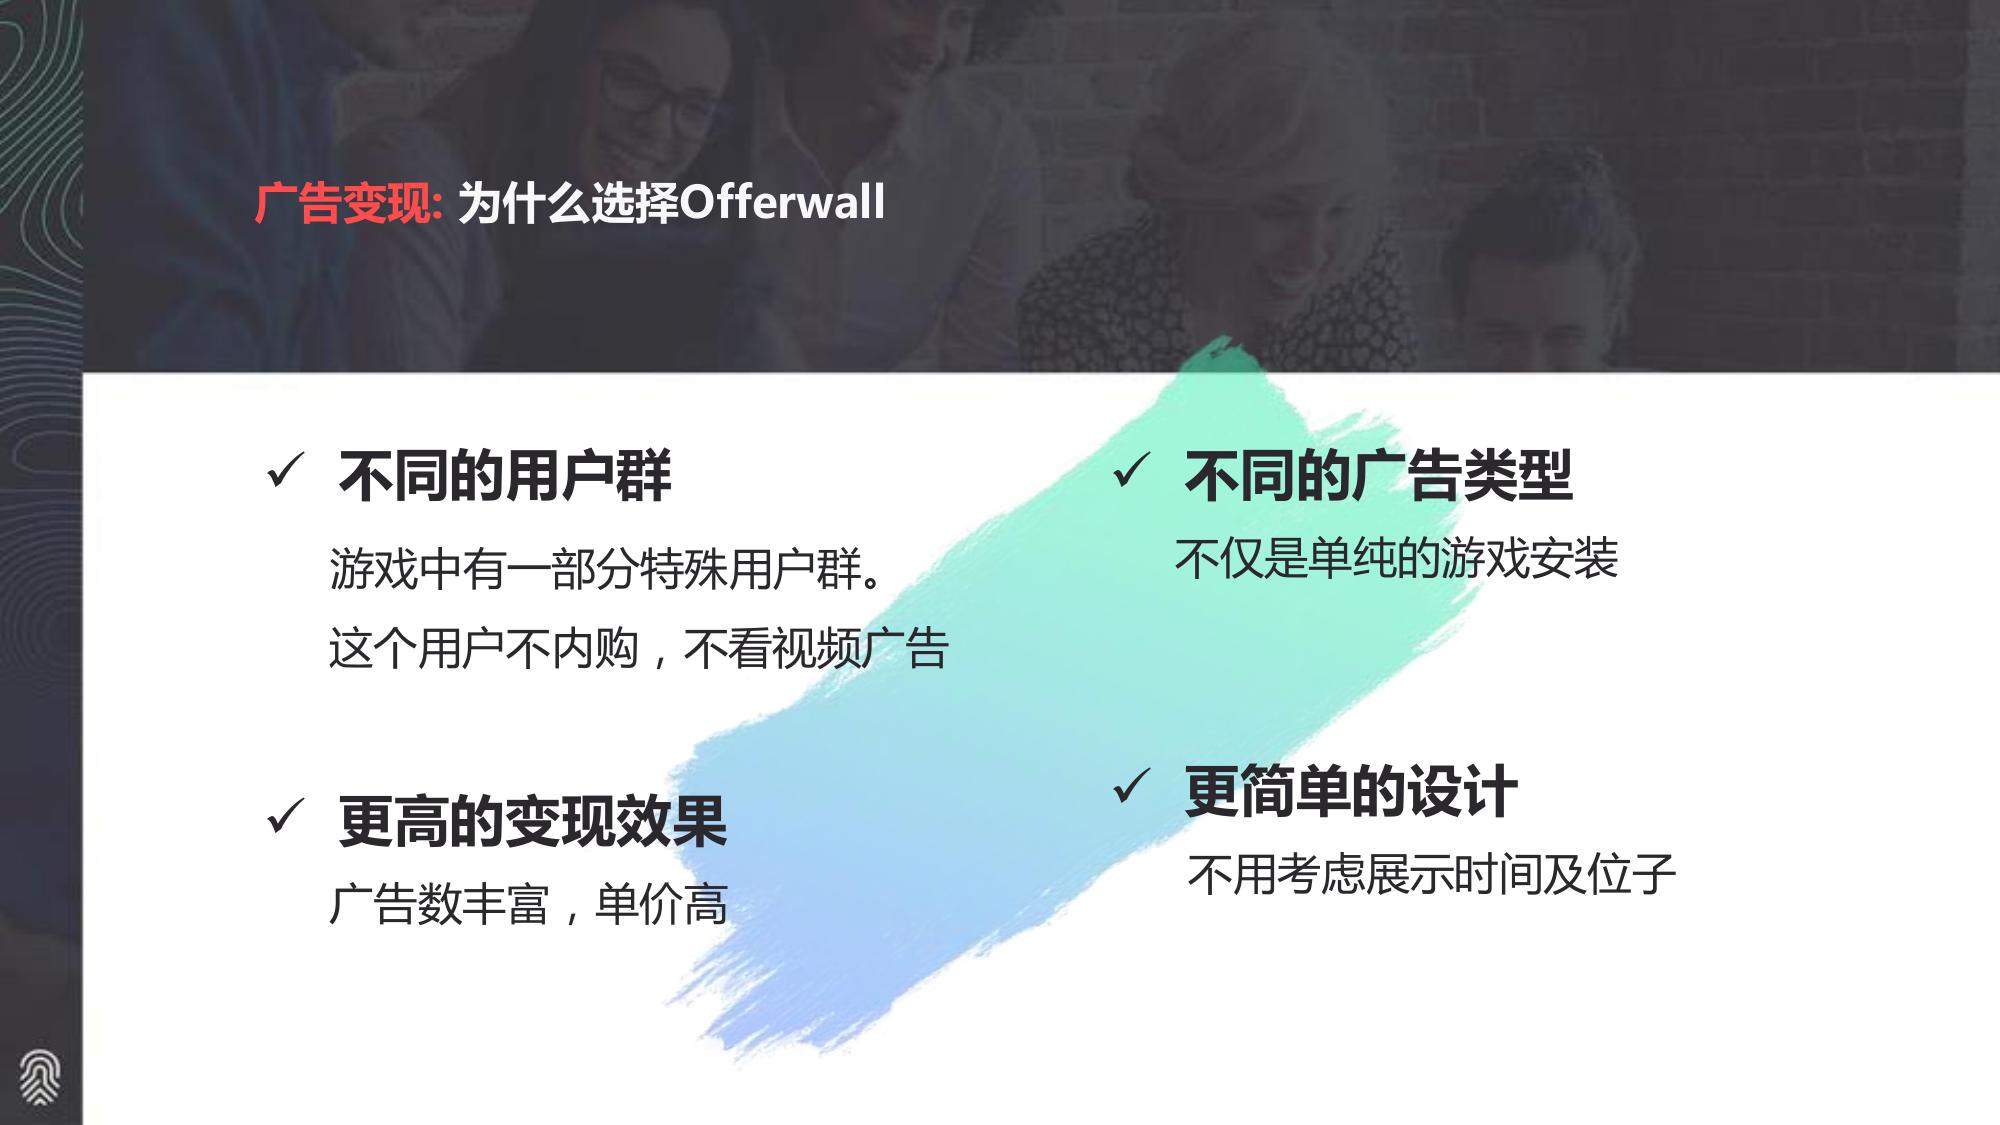 广告变现: 为什么选择Offerwall
✓ 不同的用户群
游戏中有一部分特殊用户群。
这个用户不内购，不看视频广告
✓ 更高的变现效果
广告数丰富，单价高
✓ 不同的广告类型
不仅是单纯的游戏安装
✓ 更简单的设计
不用考虑展示时间及位子